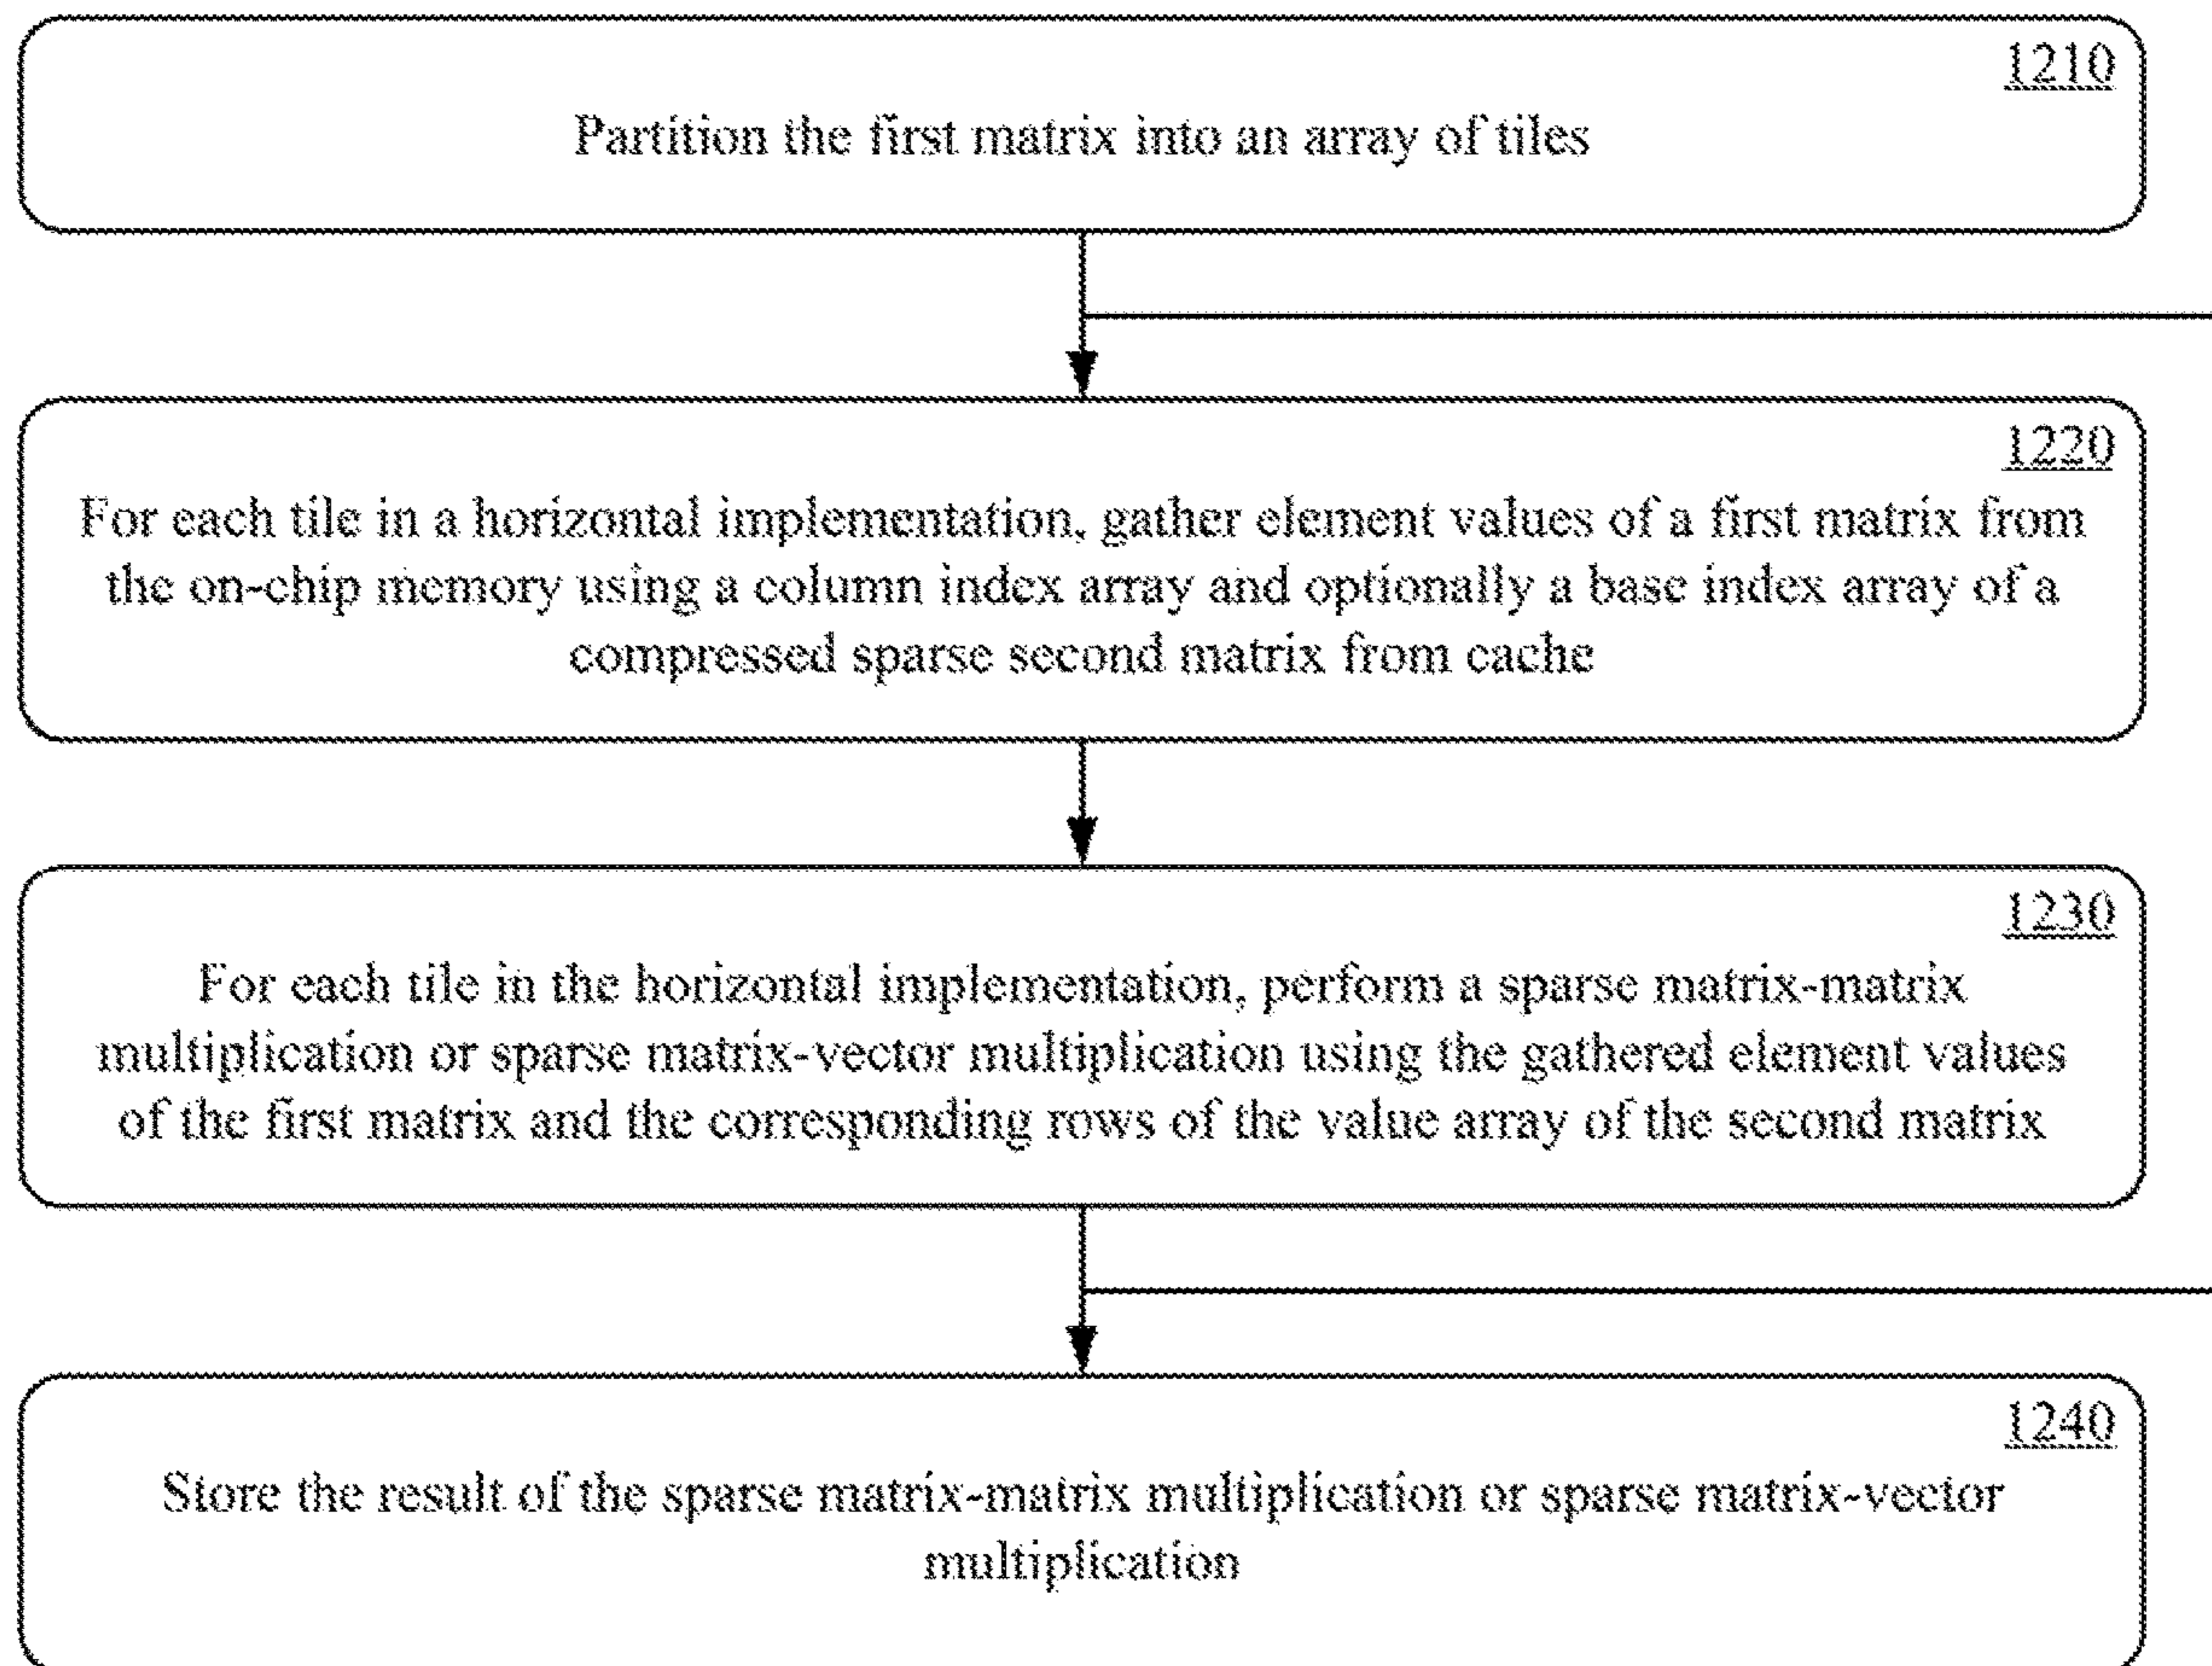 1210
Partition the first matrix into an array of tiles
1220
For each tile in a horizontal implementation, gather element values of a first matrix from
the on-chip memory using a column index array and optionally a base index array of a
compressed sparse second matrix from cache
1230
For each tile in the horizontal implementation, perform a sparse matrix-matrix
multiplication or sparse matrix-vector multiplication using the gathered element values
of the first matrix and the corresponding rows of the value array of the second matrix
1240
Store the result of the sparse matrix-matrix multiplication or sparse matrix-vector
multiplication